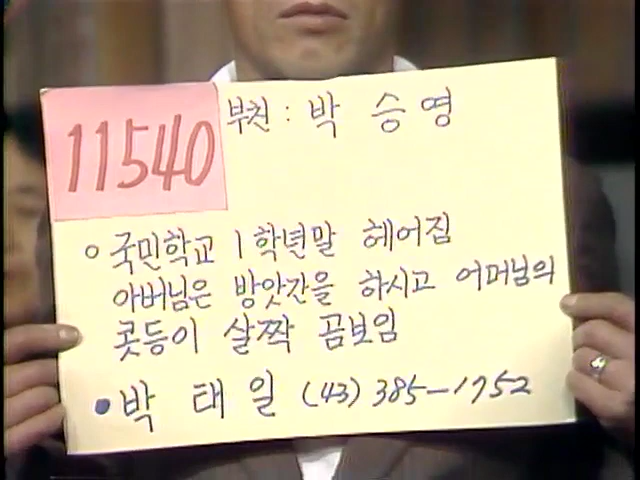 11540
부친 : 박 승 영
국민학교 1학년말 헤어짐
아버님은 방앗간을 하시고 어머님의
콧등이 살짝 곰보임
박 태 일 (43) 385-1752